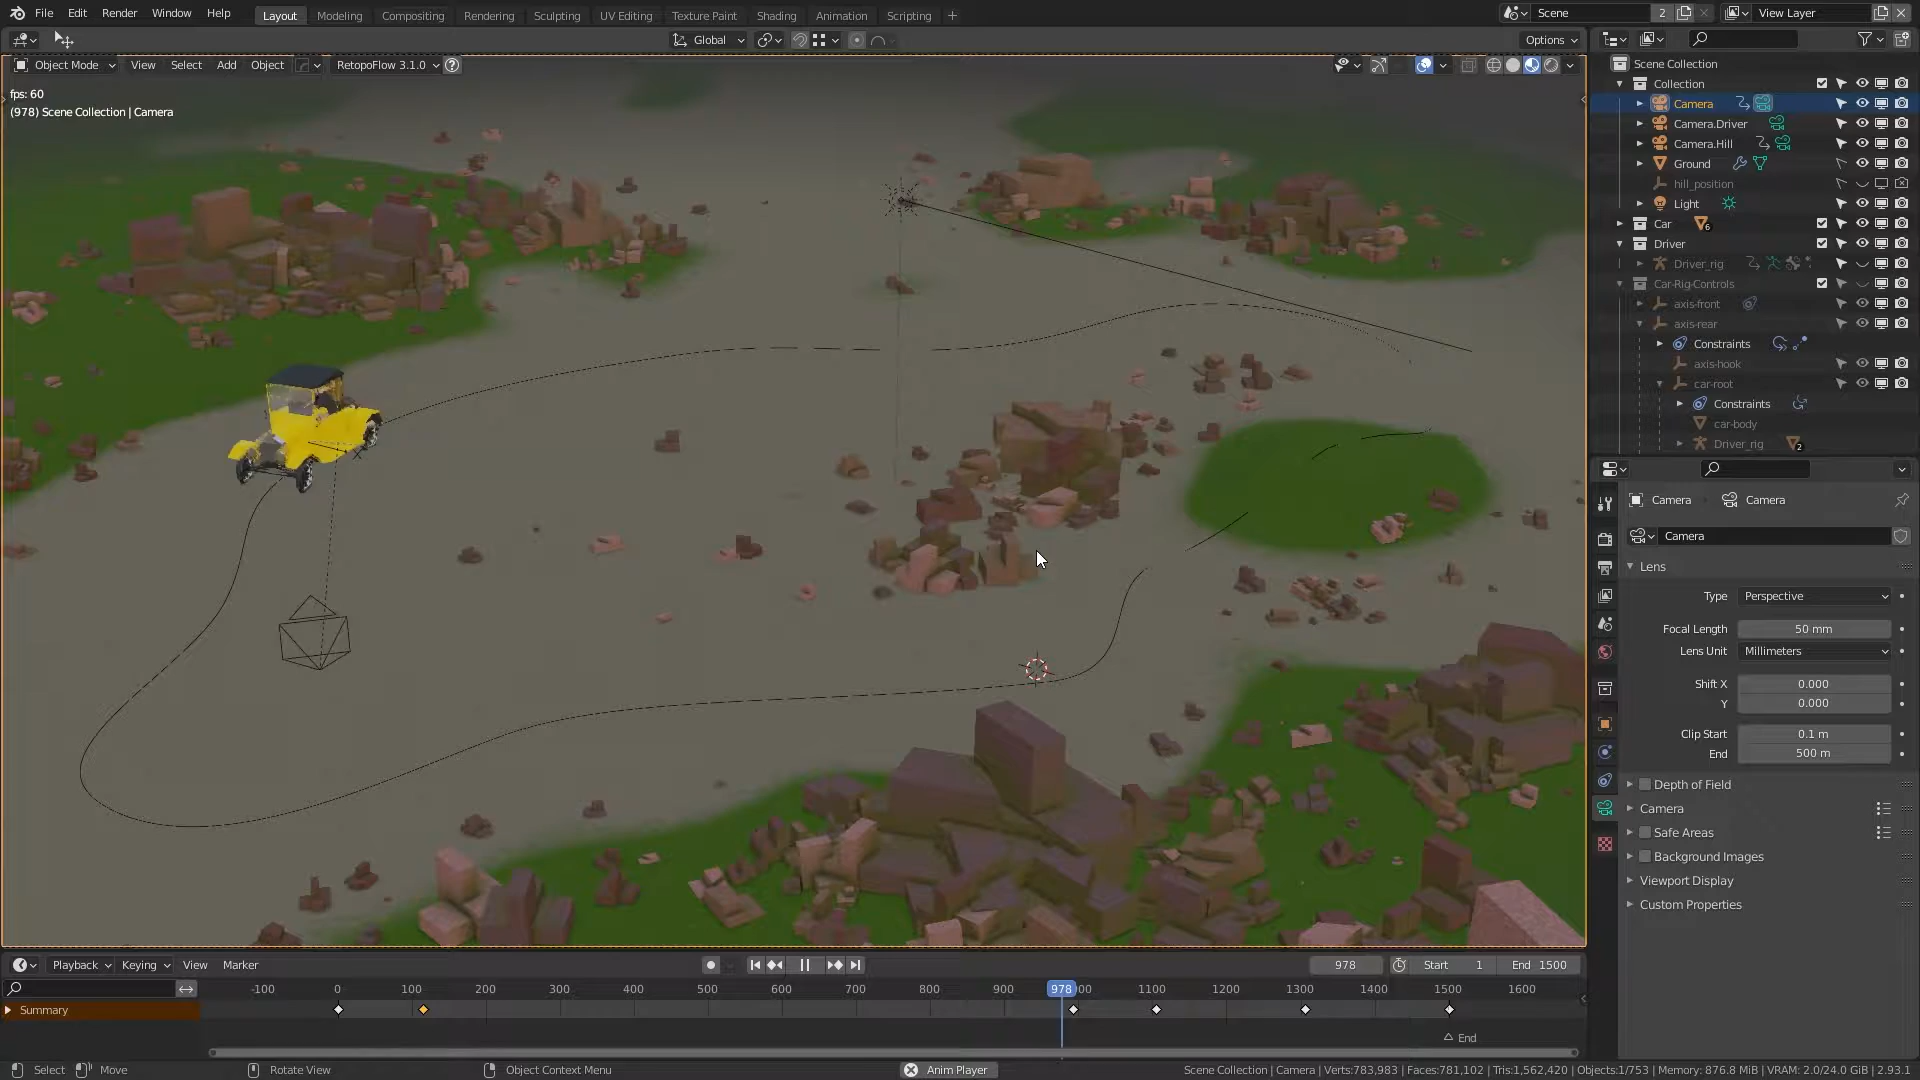 File Edit Render Window Help Layout Modeling Compositing Rendering Sculpting UV Editing Texture Paint Shading Animation Scripting + Scene 2 View Layer
Global Options
Object Mode View Select Add Object RetopoFlow 3.1.0
fps: 60
(978) Scene Collection | Camera
Scene Collection
Collection
Camera
Camera.Driver
Camera.Hill
Ground
hill_position
Light
Car 6
Driver
Driver_rig
Car-Rig-Controls
axis-front
axis-rear
Constraints
axis-hook
car-root
Constraints
car-body
Driver_rig 2
Camera Camera
Camera
Lens
Type Perspective
Focal Length 50 mm
Lens Unit Millimeters
Shift X 0.000
Y 0.000
Clip Start 0.1 m
End 500 m
Depth of Field
Camera
Safe Areas
Background Images
Viewport Display
Custom Properties
Playback Keying View Marker 978 Start 1 End 1500
-100 0 100 200 300 400 500 600 700 800 900 978 1100 1200 1300 1400 1500 1600
Summary
End
Select Move Rotate View Object Context Menu Anim Player Scene Collection | Camera | Verts:783,983 | Faces:781,102 | Tris:1,562,420 | Objects:1/753 | Memory: 876.8 MiB | VRAM: 2.0/24.0 GiB | 2.93.1